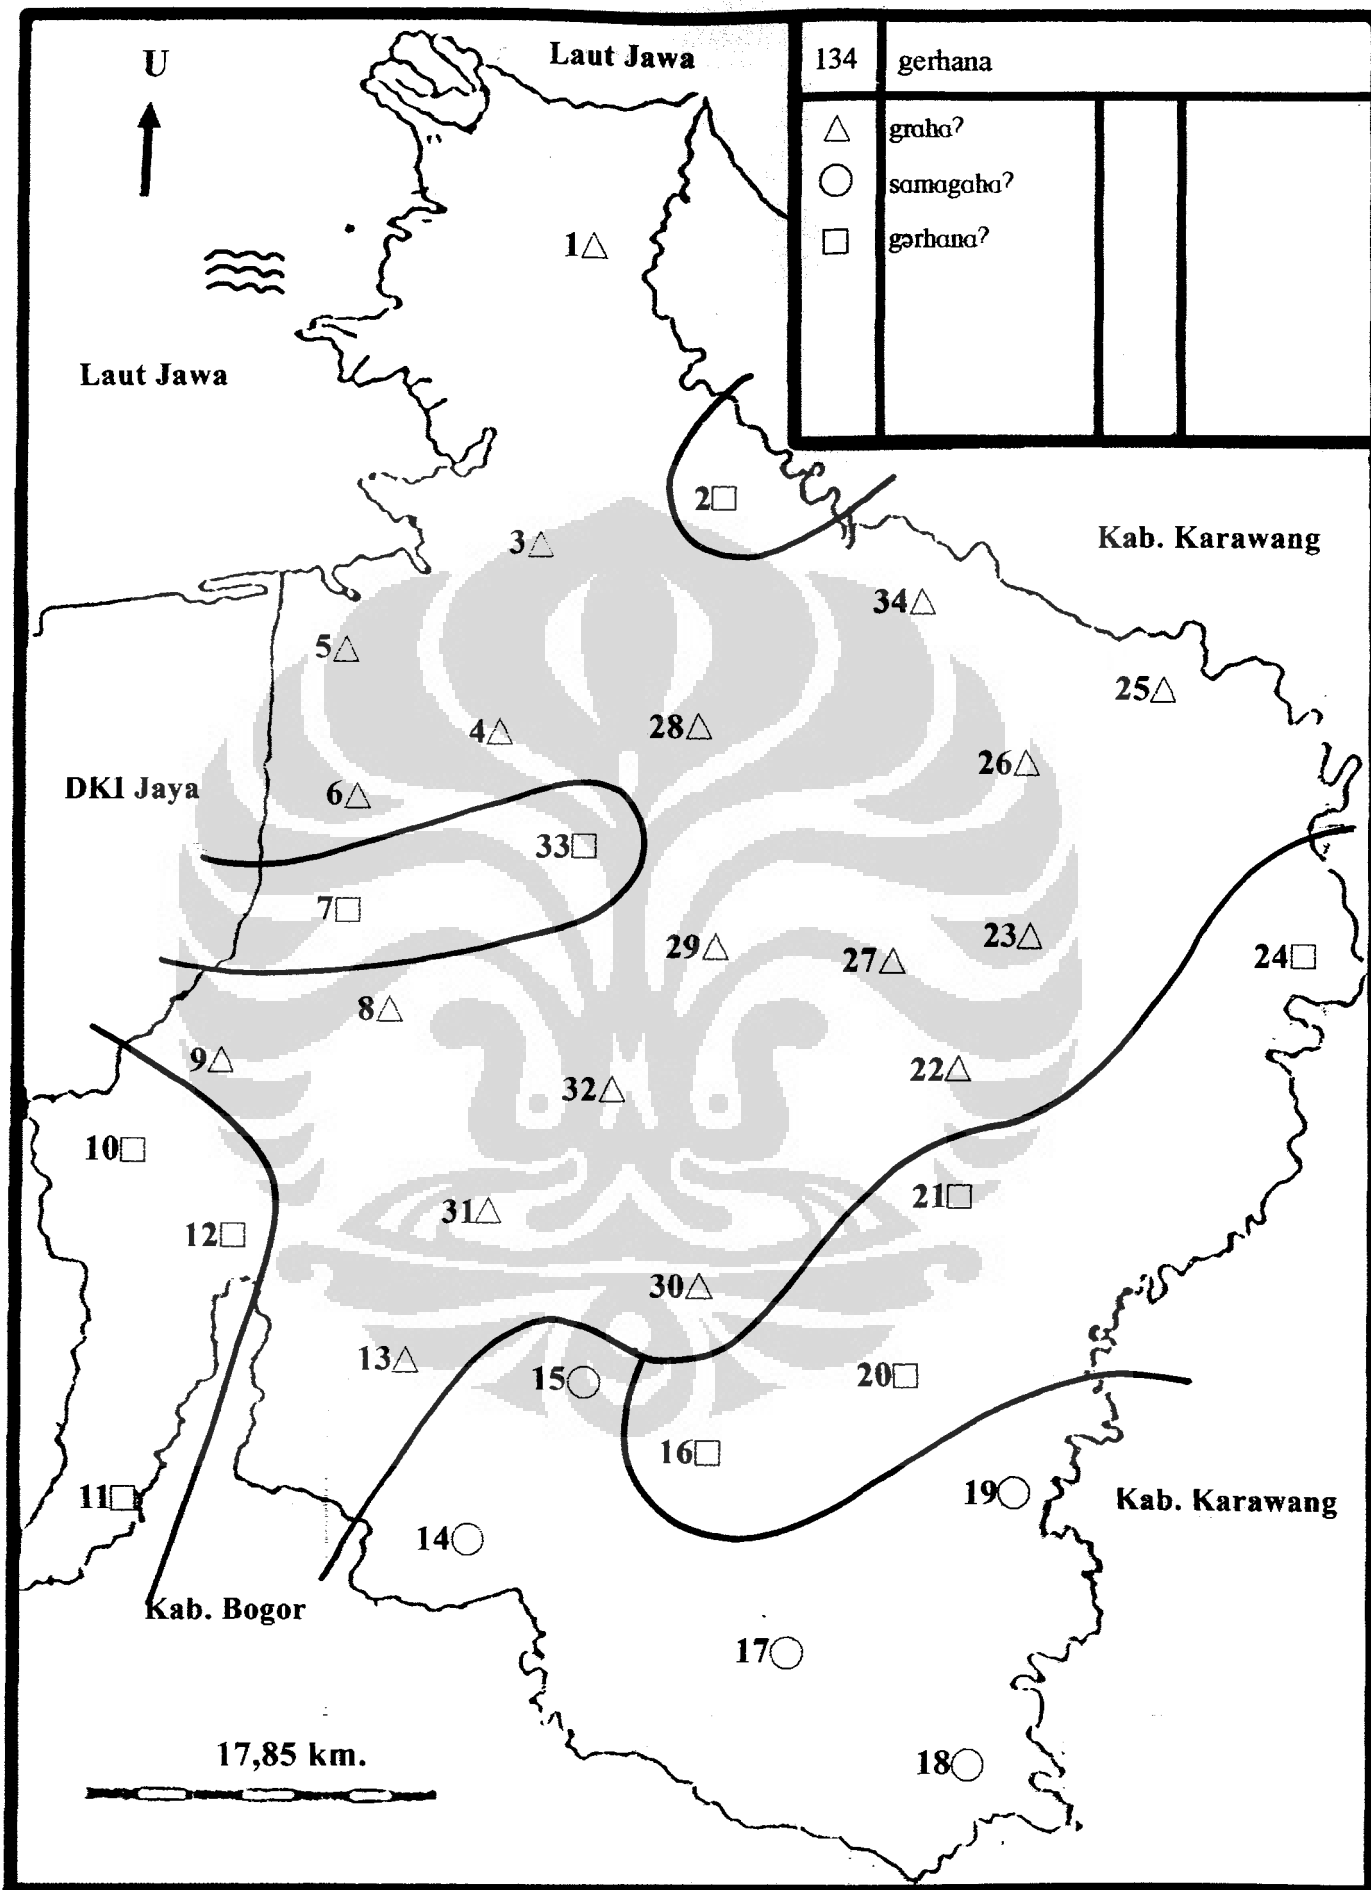 U
Laut Jawa
134 gerhana
△ graha?
○ samagaha?
□ gərhana?
1△
Laut Jawa
2□
3△
Kab. Karawang
34△
5△
25△
4△
28△
26△
DKI Jaya
6△
33□
7□
29△
27△
23△
24□
8△
9△
32△
22△
10□
12□
31△
21□
30△
13△
15○
20□
16□
11□
19○
Kab. Karawang
14○
Kab. Bogor
17○
17,85 km.
18○